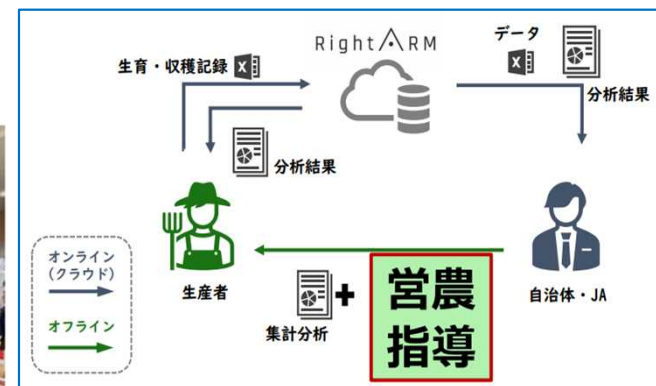 RightARM
データ
生育・収穫記録
分析結果
分析結果
オンライン
(クラウド)
オフライン
生産者
集計分析
+
営農
指導
自治体・JA